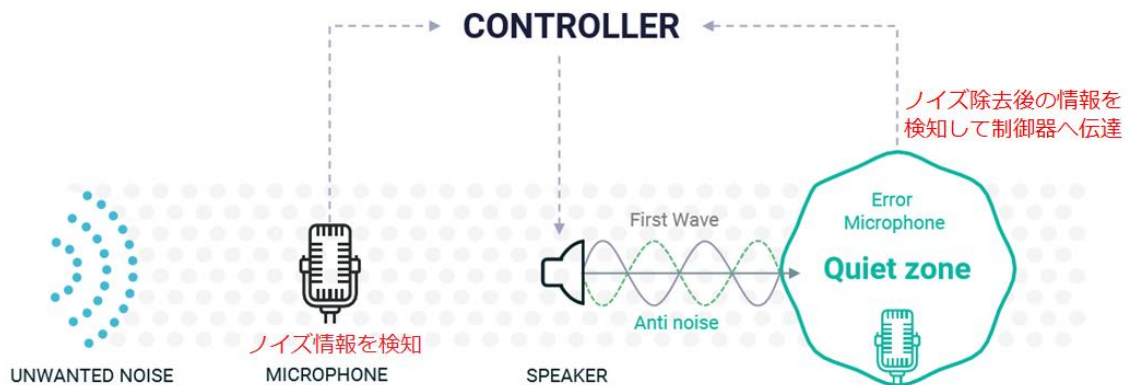 CONTROLLER
ノイズ除去後の情報を
検知して制御器へ伝達
Error
Microphone
First Wave
Quiet zone
Anti noise
ノイズ情報を検知
UNWANTED NOISE
MICROPHONE
SPEAKER